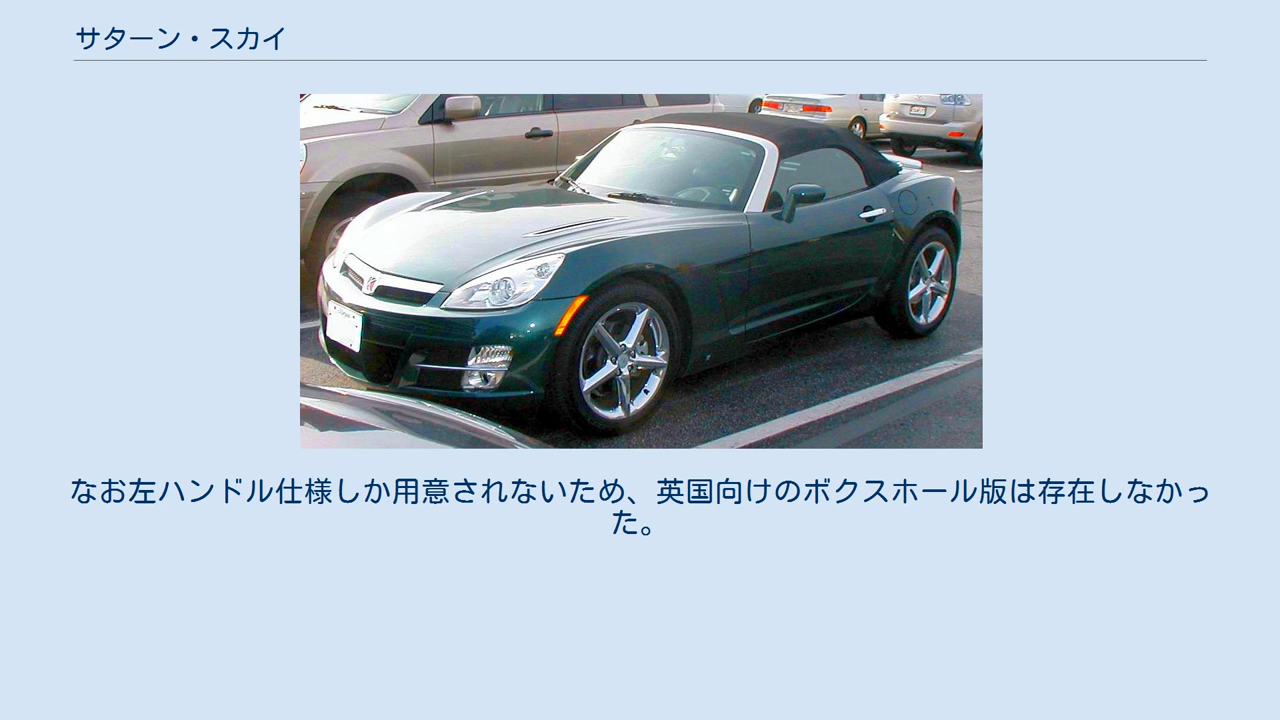 サターン・スカイ
なお左ハンドル仕様しか用意されないため、英国向けのボクスホール版は存在しなかっ
た。